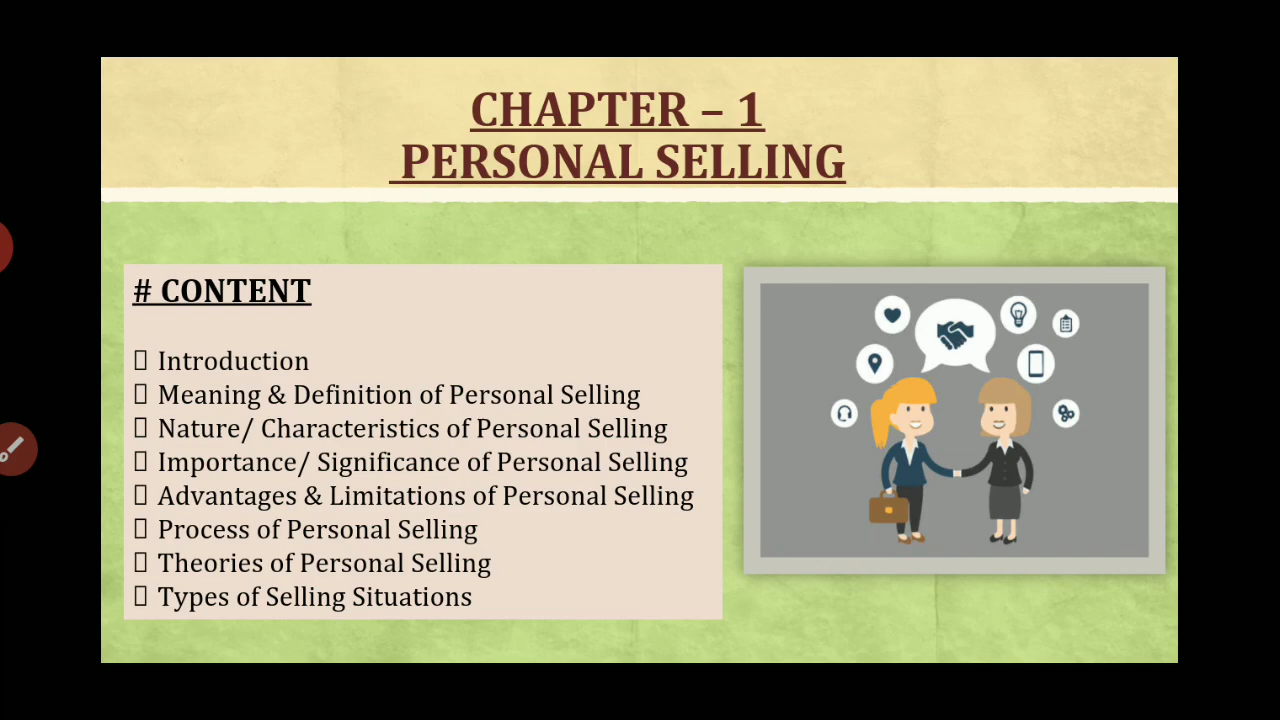 CHAPTER – 1
PERSONAL SELLING
# CONTENT
Introduction
Meaning & Definition of Personal Selling
Nature/ Characteristics of Personal Selling
Importance/ Significance of Personal Selling
Advantages & Limitations of Personal Selling
Process of Personal Selling
Theories of Personal Selling
Types of Selling Situations